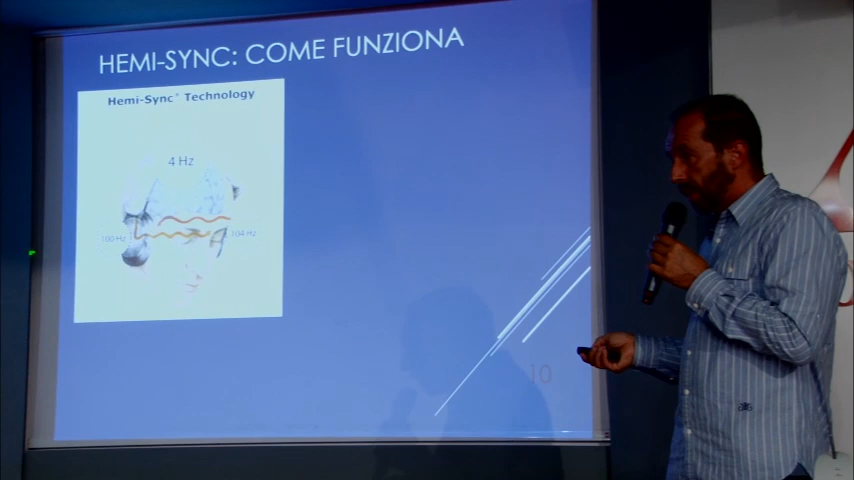 HEMI-SYNC: COME FUNZIONA
Hemi-Sync® Technology
4 Hz
100 Hz
104 Hz
10